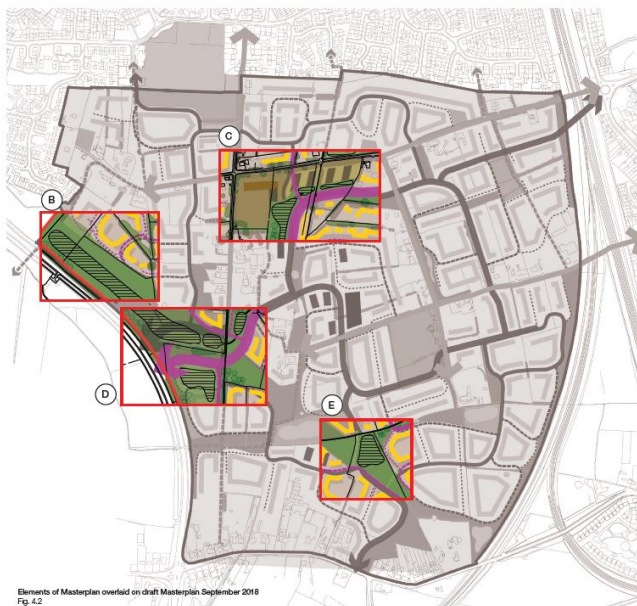 C
B
D
E
Elements of Masterplan overlaid on draft Masterplan September 2018
Fig. 4.2